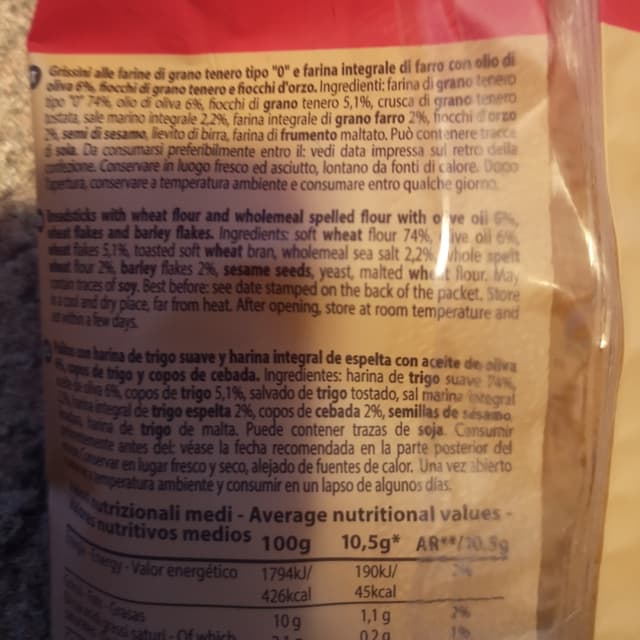 Grissini alle farine di grano tenero tipo "0" e farina integrale di farro con olio di
oliva 6%, fiocchi di grano tenero e fiocchi d'orzo. Ingredienti: farina di grano tenero
tipo "0" 74%, olio di oliva 6%, fiocchi di grano tenero 5,1%, crusca di grano tenero
tostata, sale marino integrale 2,2%, farina integrale di grano farro 2%, fiocchi d'orzo
2%, semi di sesamo, lievito di birra, farina di frumento maltato. Può contenere tracce
di soia. Da consumarsi preferibilmente entro il: vedi data impressa sul retro della
confezione. Conservare in luogo fresco ed asciutto, lontano da fonti di calore. Dopo
l'apertura, conservare a temperatura ambiente e consumare entro qualche giorno.
Breadsticks with wheat flour and wholemeal spelled flour with olive oil 6%,
wheat flakes and barley flakes. Ingredients: soft wheat flour 74%, olive oil 6%,
wheat flakes 5,1%, toasted soft wheat bran, wholemeal sea salt 2,2%, whole spelt
wheat flour 2%, barley flakes 2%, sesame seeds, yeast, malted wheat flour. May
contain traces of soy. Best before: see date stamped on the back of the packet. Store
in a cool and dry place, far from heat. After opening, store at room temperature and
within a few days.
con harina de trigo suave y harina integral de espelta con aceite de oliva
6%, copos de trigo y copos de cebada. Ingredientes: harina de trigo suave 74%,
aceite de oliva 6%, copos de trigo 5,1%, salvado de trigo tostado, sal marina integral
harina integral de trigo espelta 2%, copos de cebada 2%, semillas de sésamo,
harina de trigo de malta. Puede contener trazas de soja. Consumir
antes del: véase la fecha recomendada en la parte posterior del
Conservar en lugar fresco y seco, alejado de fuentes de calor. Una vez abierto
temperatura ambiente y consumir en un lapso de algunos días.
nutrizionali medi - Average nutritional values -
nutritivos medios 100g 10,5g* AR**/10,5g
Energy - Valor energético 1794kJ/ 190kJ/ 2%
426kcal 45kcal
Grasas 10 g 1,1 g 2%
grassi saturi - Of which 0,2 g 1%